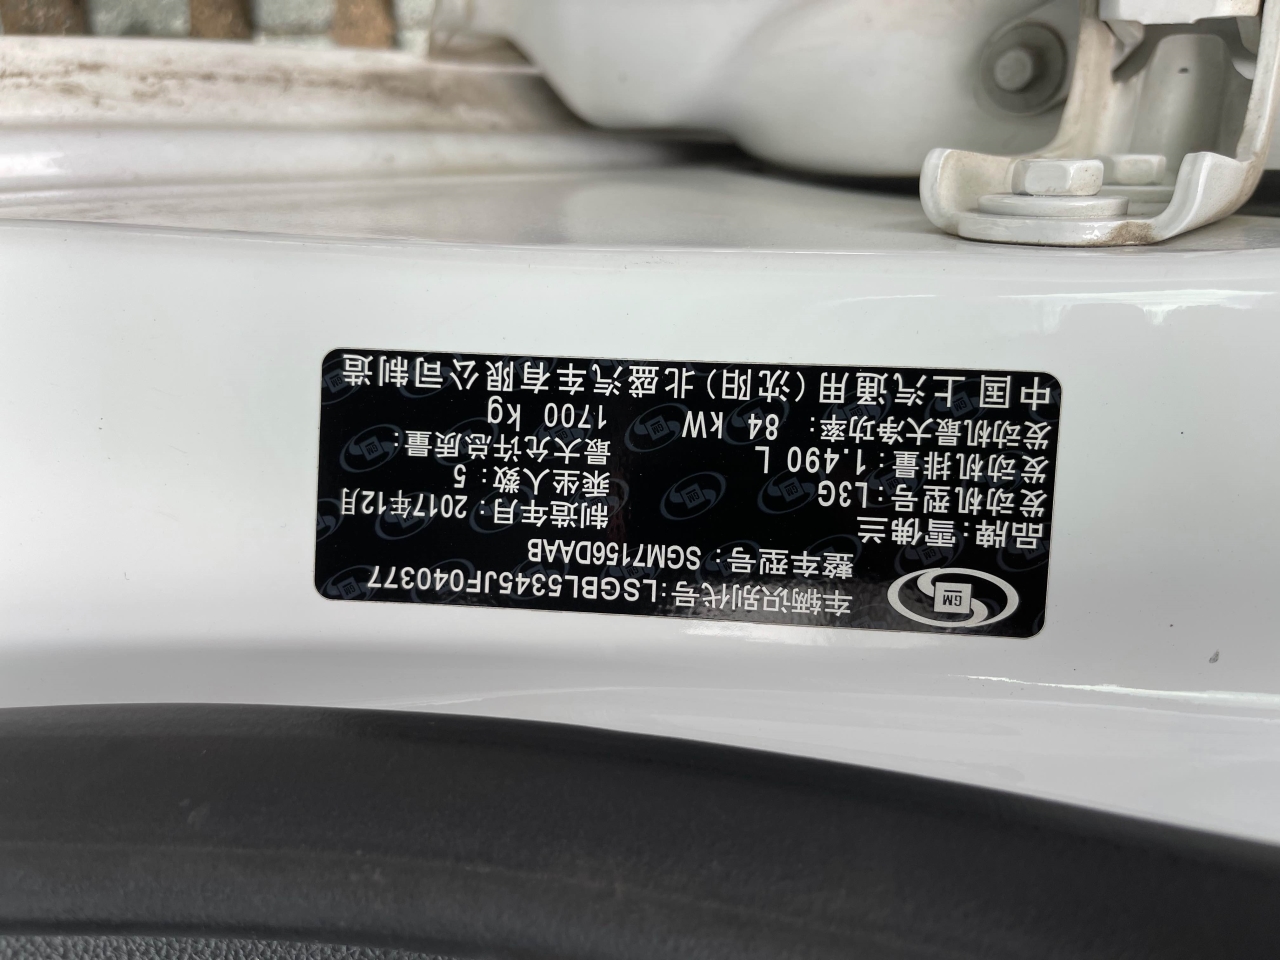 GM
车辆识别代号:LSGBL5345JF040377
整车型号: SGM7156DAAB
品牌:雪佛兰 制造年月: 2017年12月
发动机型号:L3G 乘坐人数: 5
发动机排量: 1.490 L 最大允许总质量:
发动机最大净功率: 84 kW 1700 kg
中国上汽通用(沈阳)北盛汽车有限公司制造